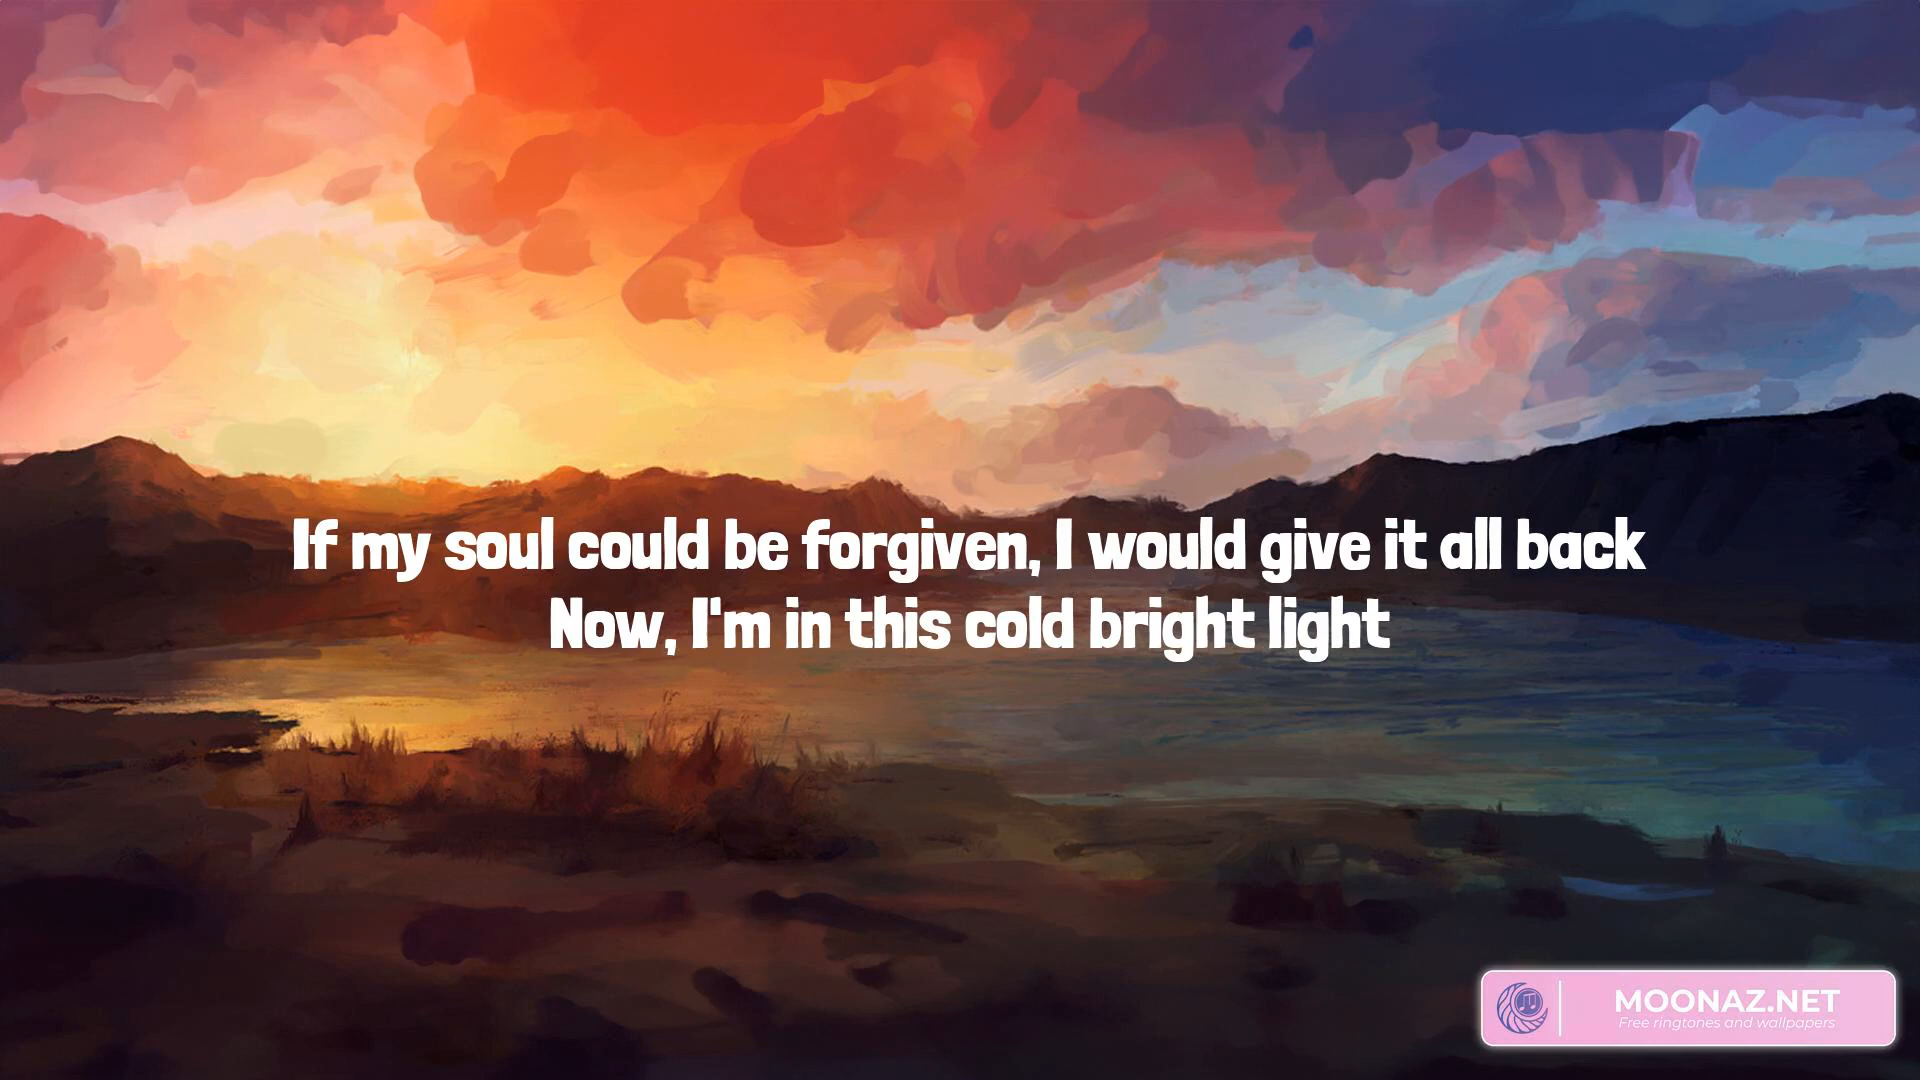 If my soul could be forgiven, I would give it all back
Now, I'm in this cold bright light
MOONAZ.NET
Free ringtones and wallpapers